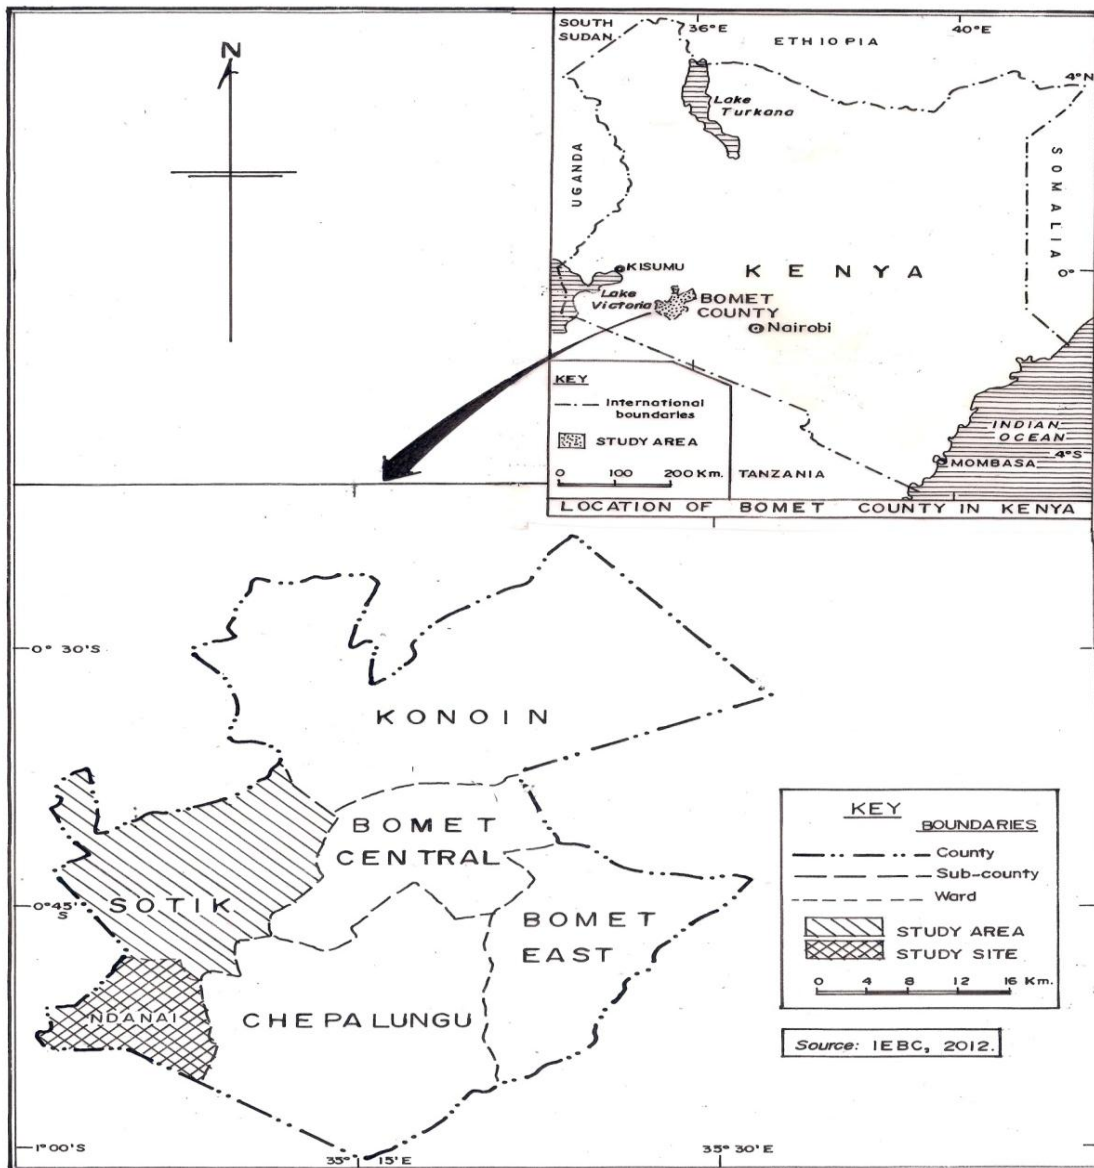 N
SOUTH
SUDAN
36°E
ETHIOPIA
40°E
4°N
Lake
Turkana
UGANDA
SOMALIA
KISUMU
KENYA
0°
Lake
Victoria
BOMET
COUNTY
Nairobi
KEY
International
boundaries
STUDY AREA
0 100 200 Km.
TANZANIA
INDIAN
OCEAN
4°S
MOMBASA
LOCATION OF BOMET COUNTY IN KENYA
0° 30'S
KONOIN
BOMET
CENTRAL
0°45'
S
SOTIK
BOMET
EAST
NDANAI
CHEPALUNGU
KEY
BOUNDARIES
County
Sub-county
Ward
STUDY AREA
STUDY SITE
0 4 8 12 16 Km.
Source: IEBC, 2012.
1° 00'S
35° 15'E
35° 30'E